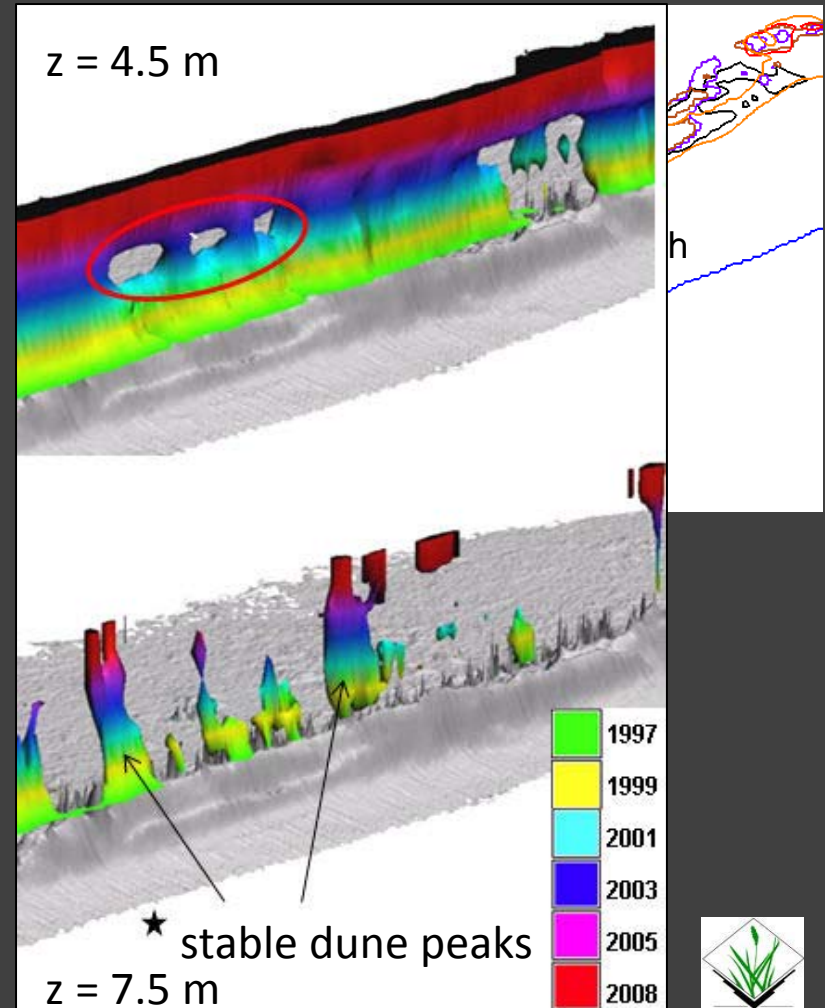 z = 4.5 m
h
1997
1999
2001
2003
2005
2008
stable dune peaks
z = 7.5 m